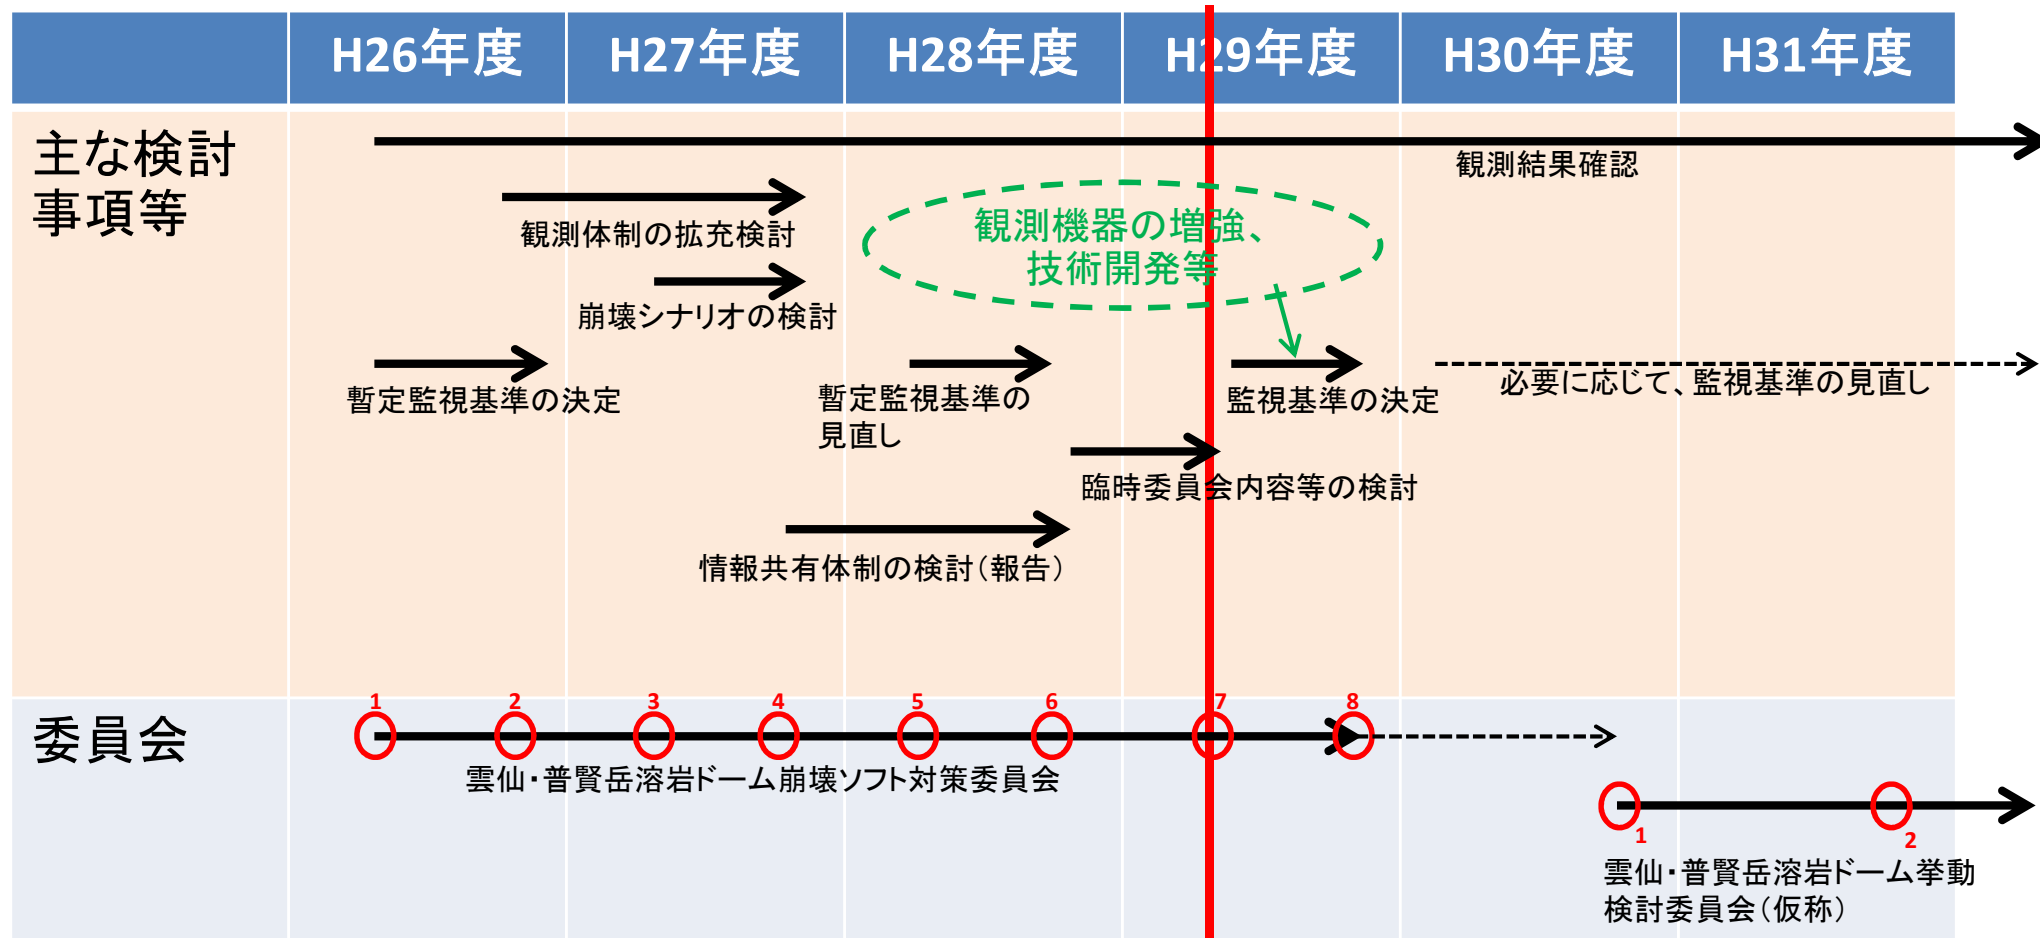 H26年度
H27年度
H28年度
H29年度
H30年度
H31年度
主な検討
事項等
観測結果確認
観測体制の拡充検討
観測機器の増強、
技術開発等
崩壊シナリオの検討
暫定監視基準の決定
暫定監視基準の
見直し
監視基準の決定
必要に応じて、監視基準の見直し
臨時委員会内容等の検討
情報共有体制の検討（報告）
委員会
1
2
3
4
5
6
7
8
雲仙・普賢岳溶岩ドーム崩壊ソフト対策委員会
1
2
雲仙・普賢岳溶岩ドーム挙動
検討委員会（仮称）